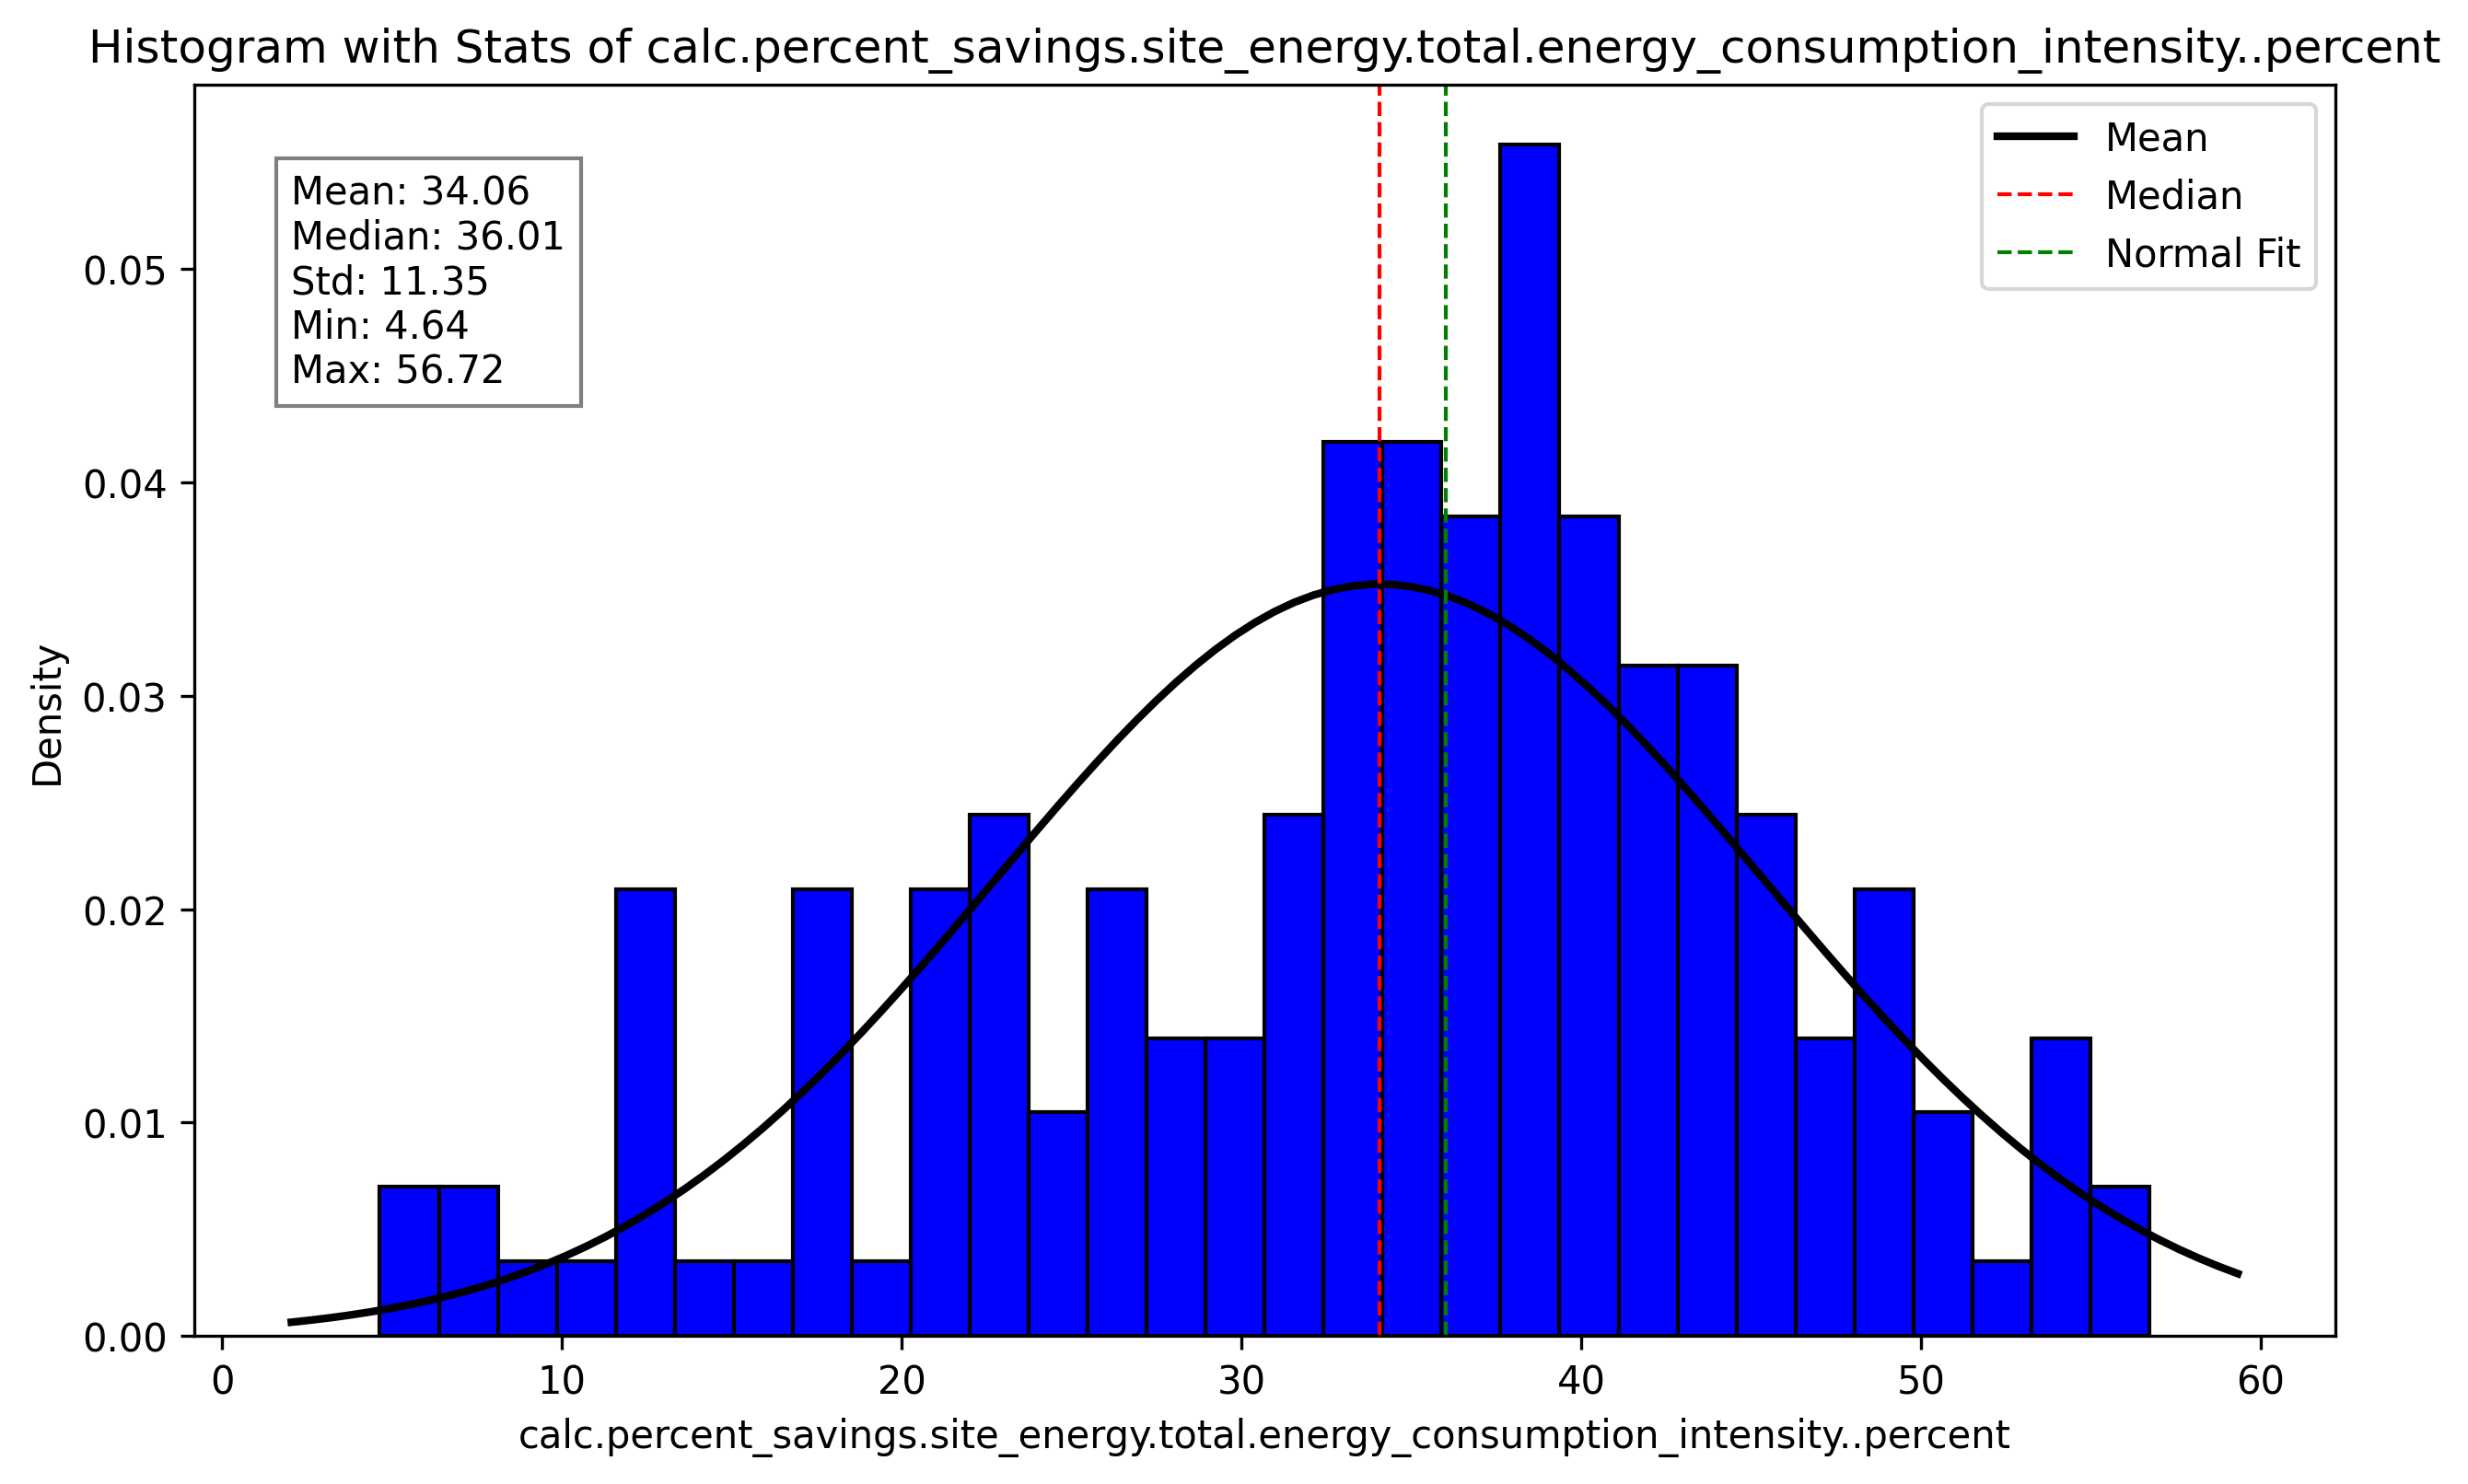 Histogram with Stats of calc.percent_savings.site_energy.total.energy_consumption_intensity..percent
Mean: 34.06
Median: 36.01
Std: 11.35
Min: 4.64
Max: 56.72
Mean
Median
Normal Fit
Density
0.05
0.04
0.03
0.02
0.01
0.00
0 10 20 30 40 50 60
calc.percent_savings.site_energy.total.energy_consumption_intensity..percent